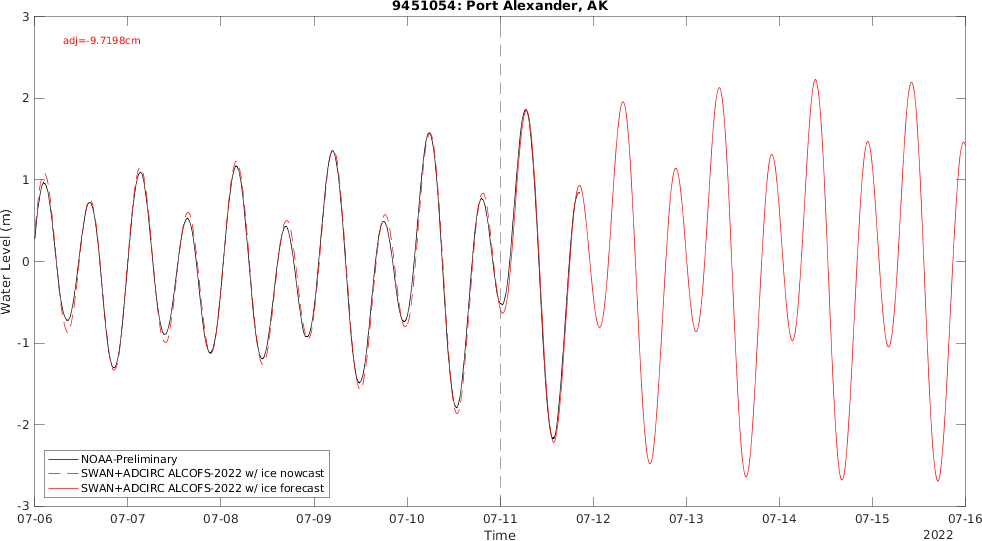 9451054: Port Alexander, AK
adj=-9.7198cm
Water Level (m)
3
2
1
0
-1
-2
-3
NOAA-Preliminary
SWAN+ADCIRC ALCOFS-2022 w/ ice nowcast
SWAN+ADCIRC ALCOFS-2022 w/ ice forecast
07-06 07-07 07-08 07-09 07-10 07-11 07-12 07-13 07-14 07-15 07-16
Time
2022